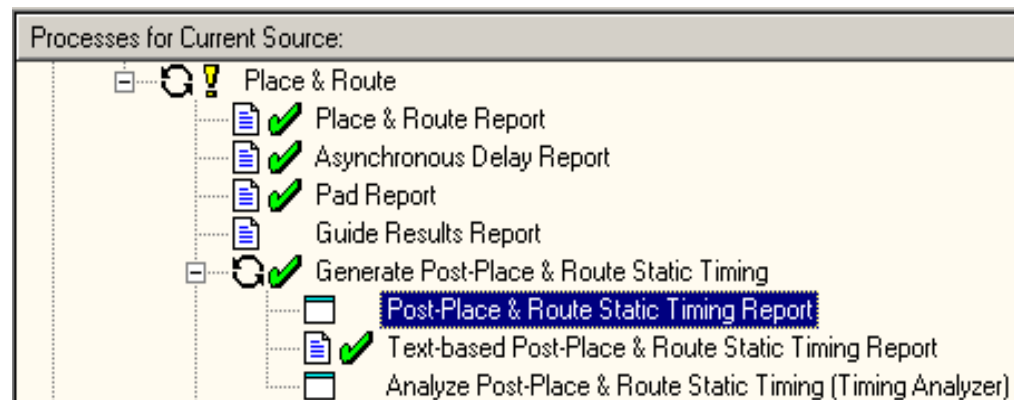 Processes for Current Source:
Place & Route
Place & Route Report
Asynchronous Delay Report
Pad Report
Guide Results Report
Generate Post-Place & Route Static Timing
Post-Place & Route Static Timing Report
Text-based Post-Place & Route Static Timing Report
Analyze Post-Place & Route Static Timing (Timing Analyzer)